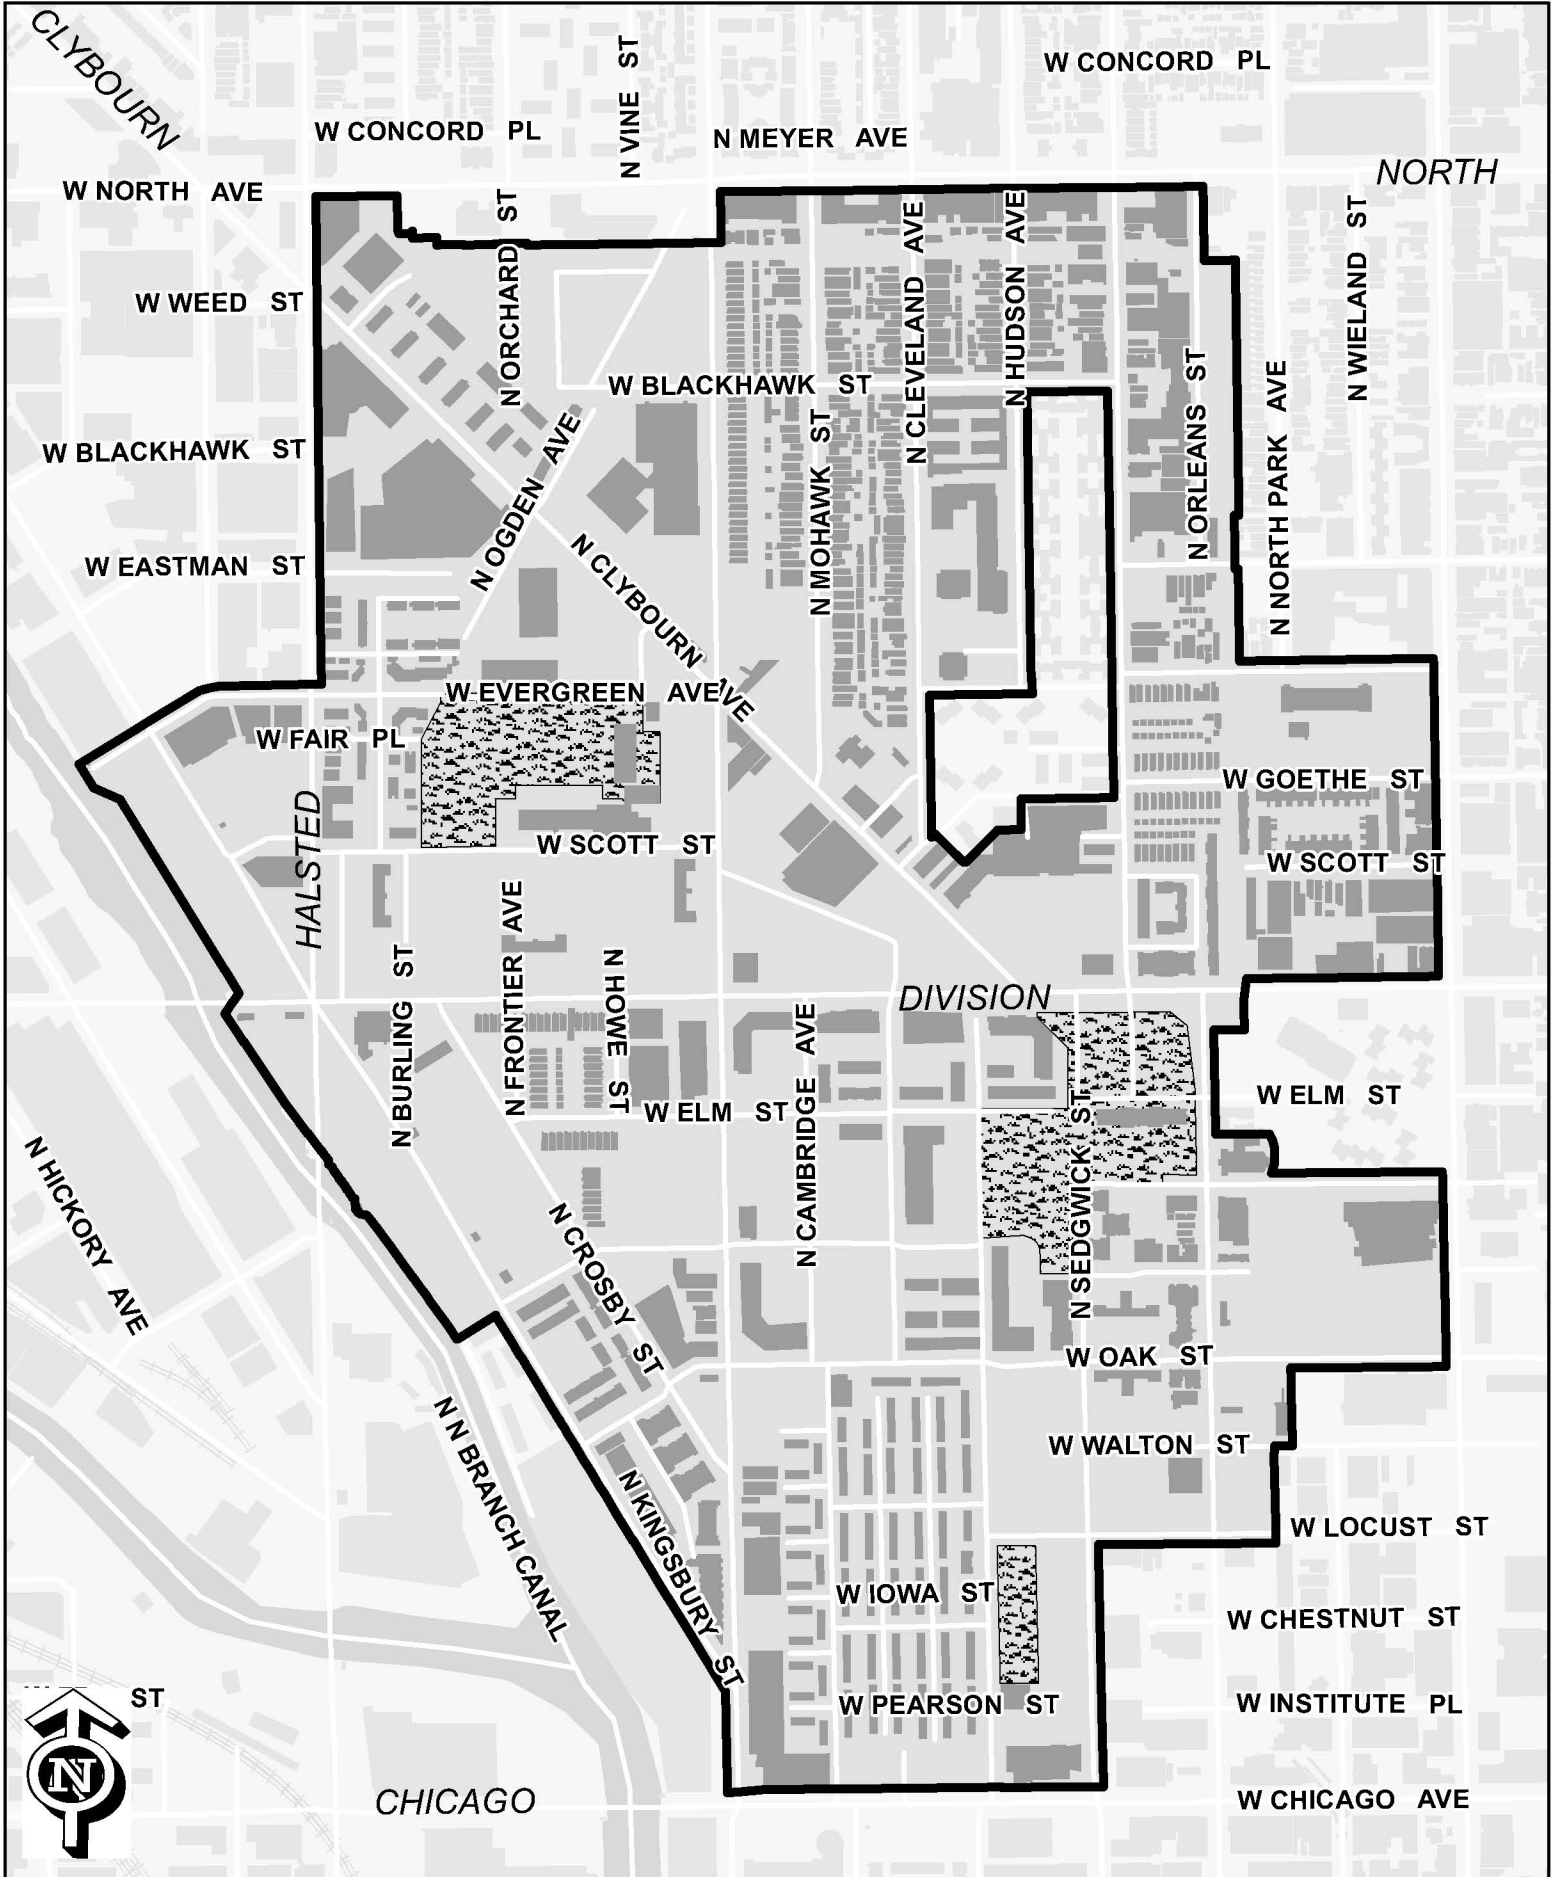 CLYBOURN
N VINE ST
W CONCORD PL
W CONCORD PL
N MEYER AVE
NORTH
W NORTH AVE
N ORCHARD ST
N CLEVELAND AVE
N HUDSON AVE
N WIELAND ST
W WEED ST
W BLACKHAWK ST
N ORLEANS ST
N NORTH PARK AVE
W BLACKHAWK ST
N OGDEN AVE
N MOHAWK ST
W EASTMAN ST
N CLYBOURN AVE
W EVERGREEN AVE
W FAIR PL
W GOETHE ST
HALSTED
W SCOTT ST
W SCOTT ST
N BURLING ST
N FRONTIER AVE
N HOWE ST
DIVISION
N CAMBRIDGE AVE
W ELM ST
W ELM ST
N SEDGWICK ST
N HICKORY AVE
N CROSBY ST
W OAK ST
N N BRANCH CANAL
W WALTON ST
N KINGSBURY ST
W LOCUST ST
W IOWA ST
W CHESTNUT ST
ST
W PEARSON ST
W INSTITUTE PL
N
CHICAGO
W CHICAGO AVE